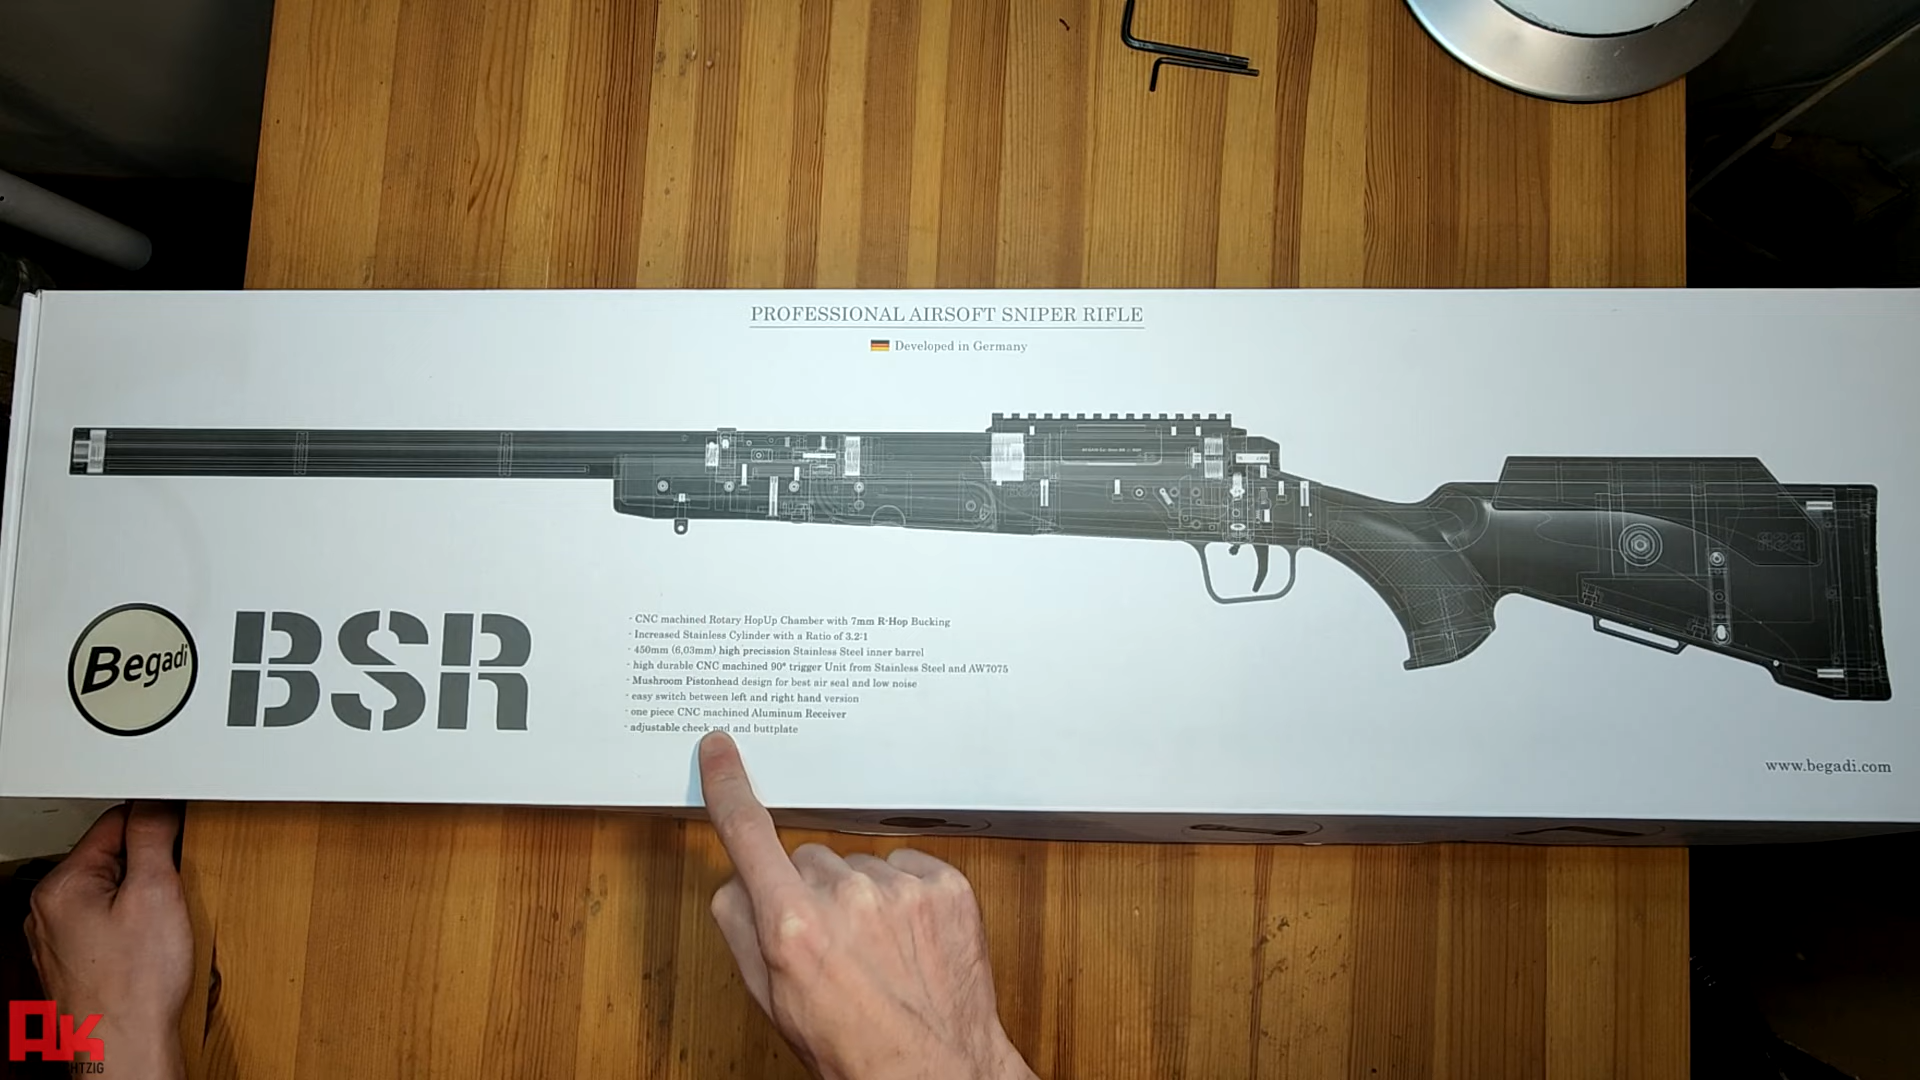 PROFESSIONAL AIRSOFT SNIPER RIFLE
Developed in Germany
Begadi
BSR
- CNC machined Rotary HopUp Chamber with 7mm R-Hop Bucking
- Increased Stainless Cylinder with a Ratio of 3.2:1
- 450mm (6,03mm) high precission Stainless Steel inner barrel
- high durable CNC machined 90° trigger Unit from Stainless Steel and AW7075
- Mushroom Pistonhead design for best air seal and low noise
- easy switch between left and right hand version
- one piece CNC machined Aluminum Receiver
- adjustable cheek pad and buttplate
www.begadi.com
AK
HTZIG